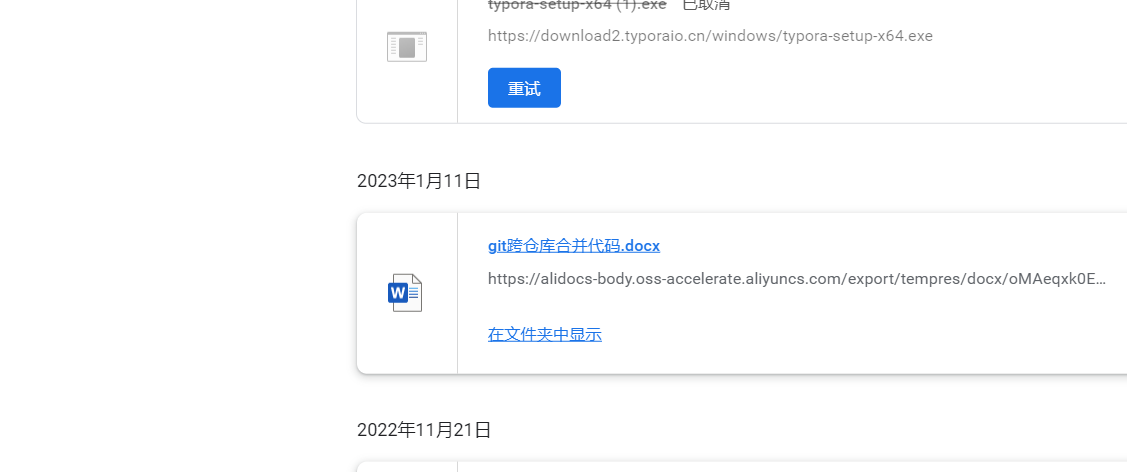 typora-setup-x64 (1).exe 已取消
https://download2.typoraio.cn/windows/typora-setup-x64.exe
重试
2023年1月11日
git跨仓库合并代码.docx
https://alidocs-body.oss-accelerate.aliyuncs.com/export/tempres/docx/oMAeqxk0E…
在文件夹中显示
2022年11月21日